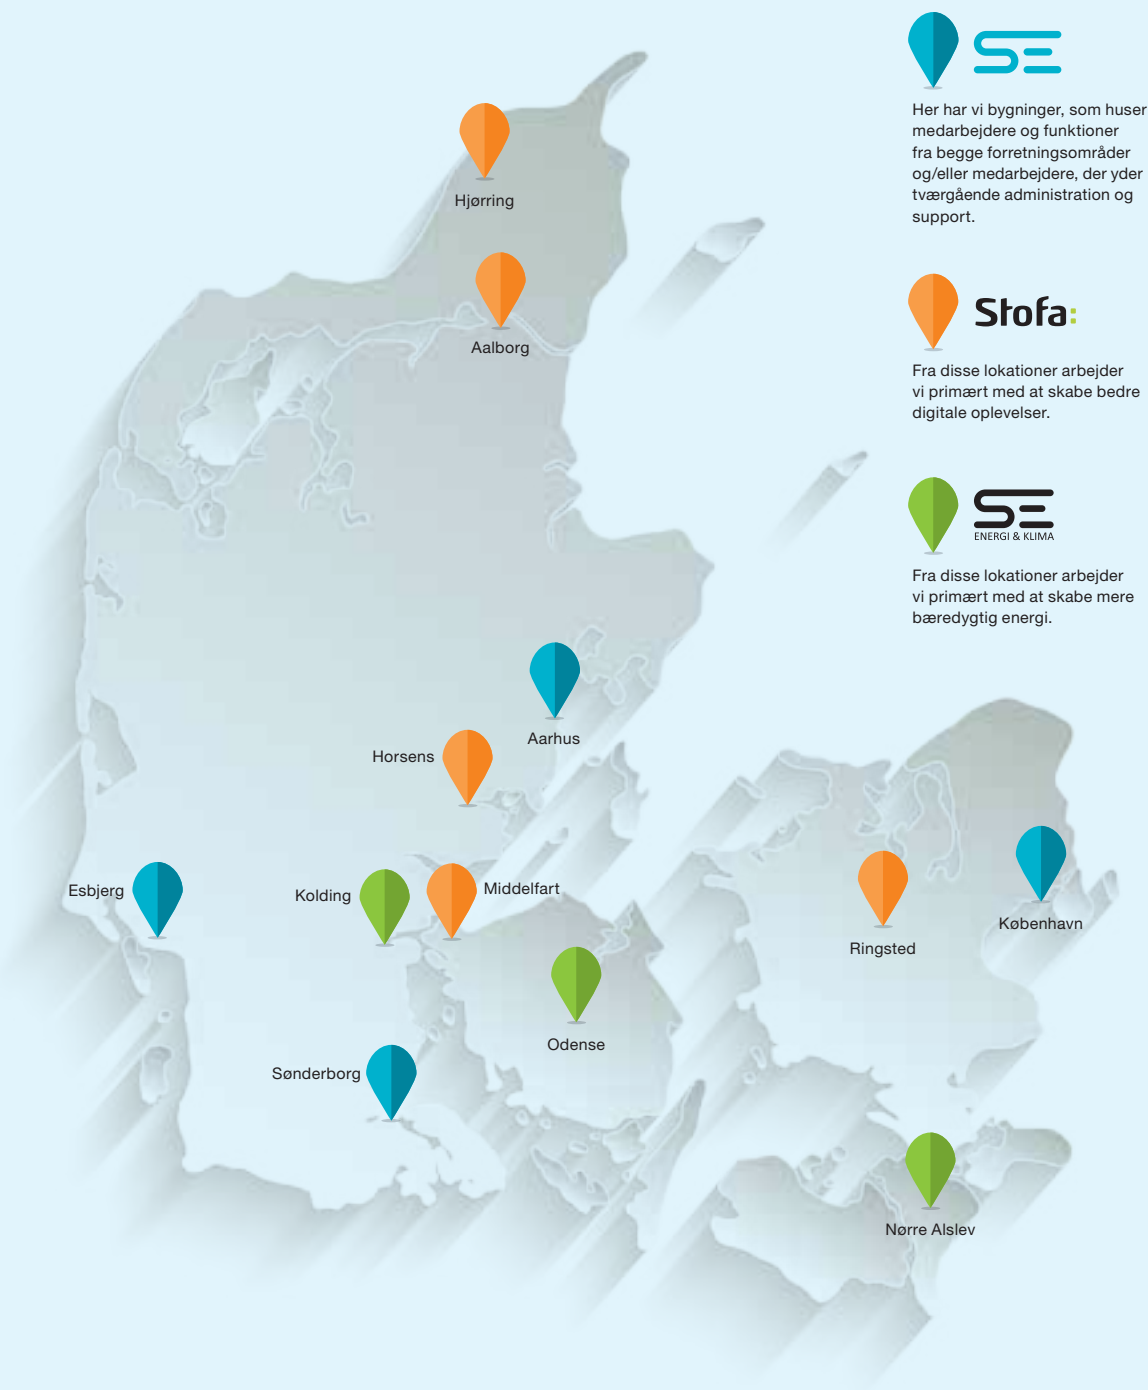 SE
Her har vi bygninger, som huser
medarbejdere og funktioner
fra begge forretningsområder
og/eller medarbejdere, der yder
tværgående administration og
support.
Stofa:
Fra disse lokationer arbejder
vi primært med at skabe bedre
digitale oplevelser.
SE
ENERGI & KLIMA
Fra disse lokationer arbejder
vi primært med at skabe mere
bæredygtig energi.
Hjørring
Aalborg
Aarhus
Horsens
Esbjerg
Kolding
Middelfart
København
Ringsted
Odense
Sønderborg
Nørre Alslev